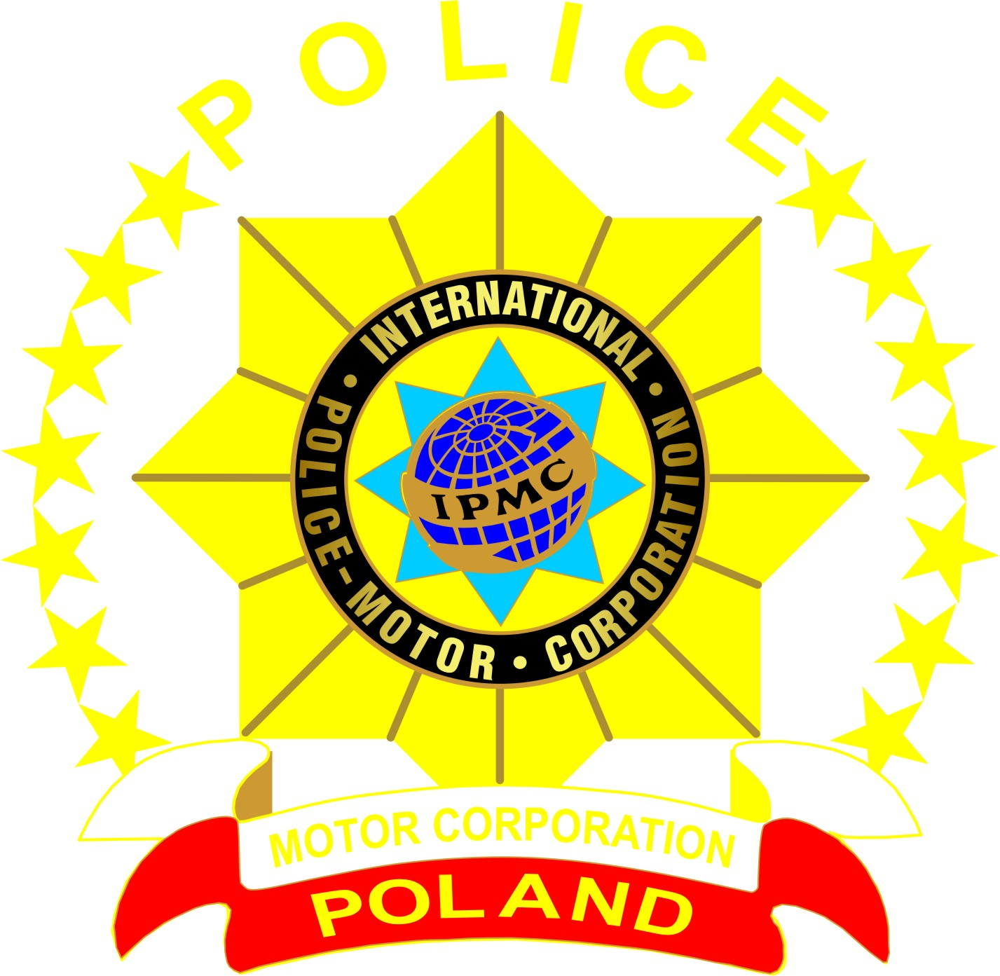 POLICE
INTERNATIONAL •
POLICE-MOTOR •
CORPORATION •
IPMC
MOTOR CORPORATION
POLAND